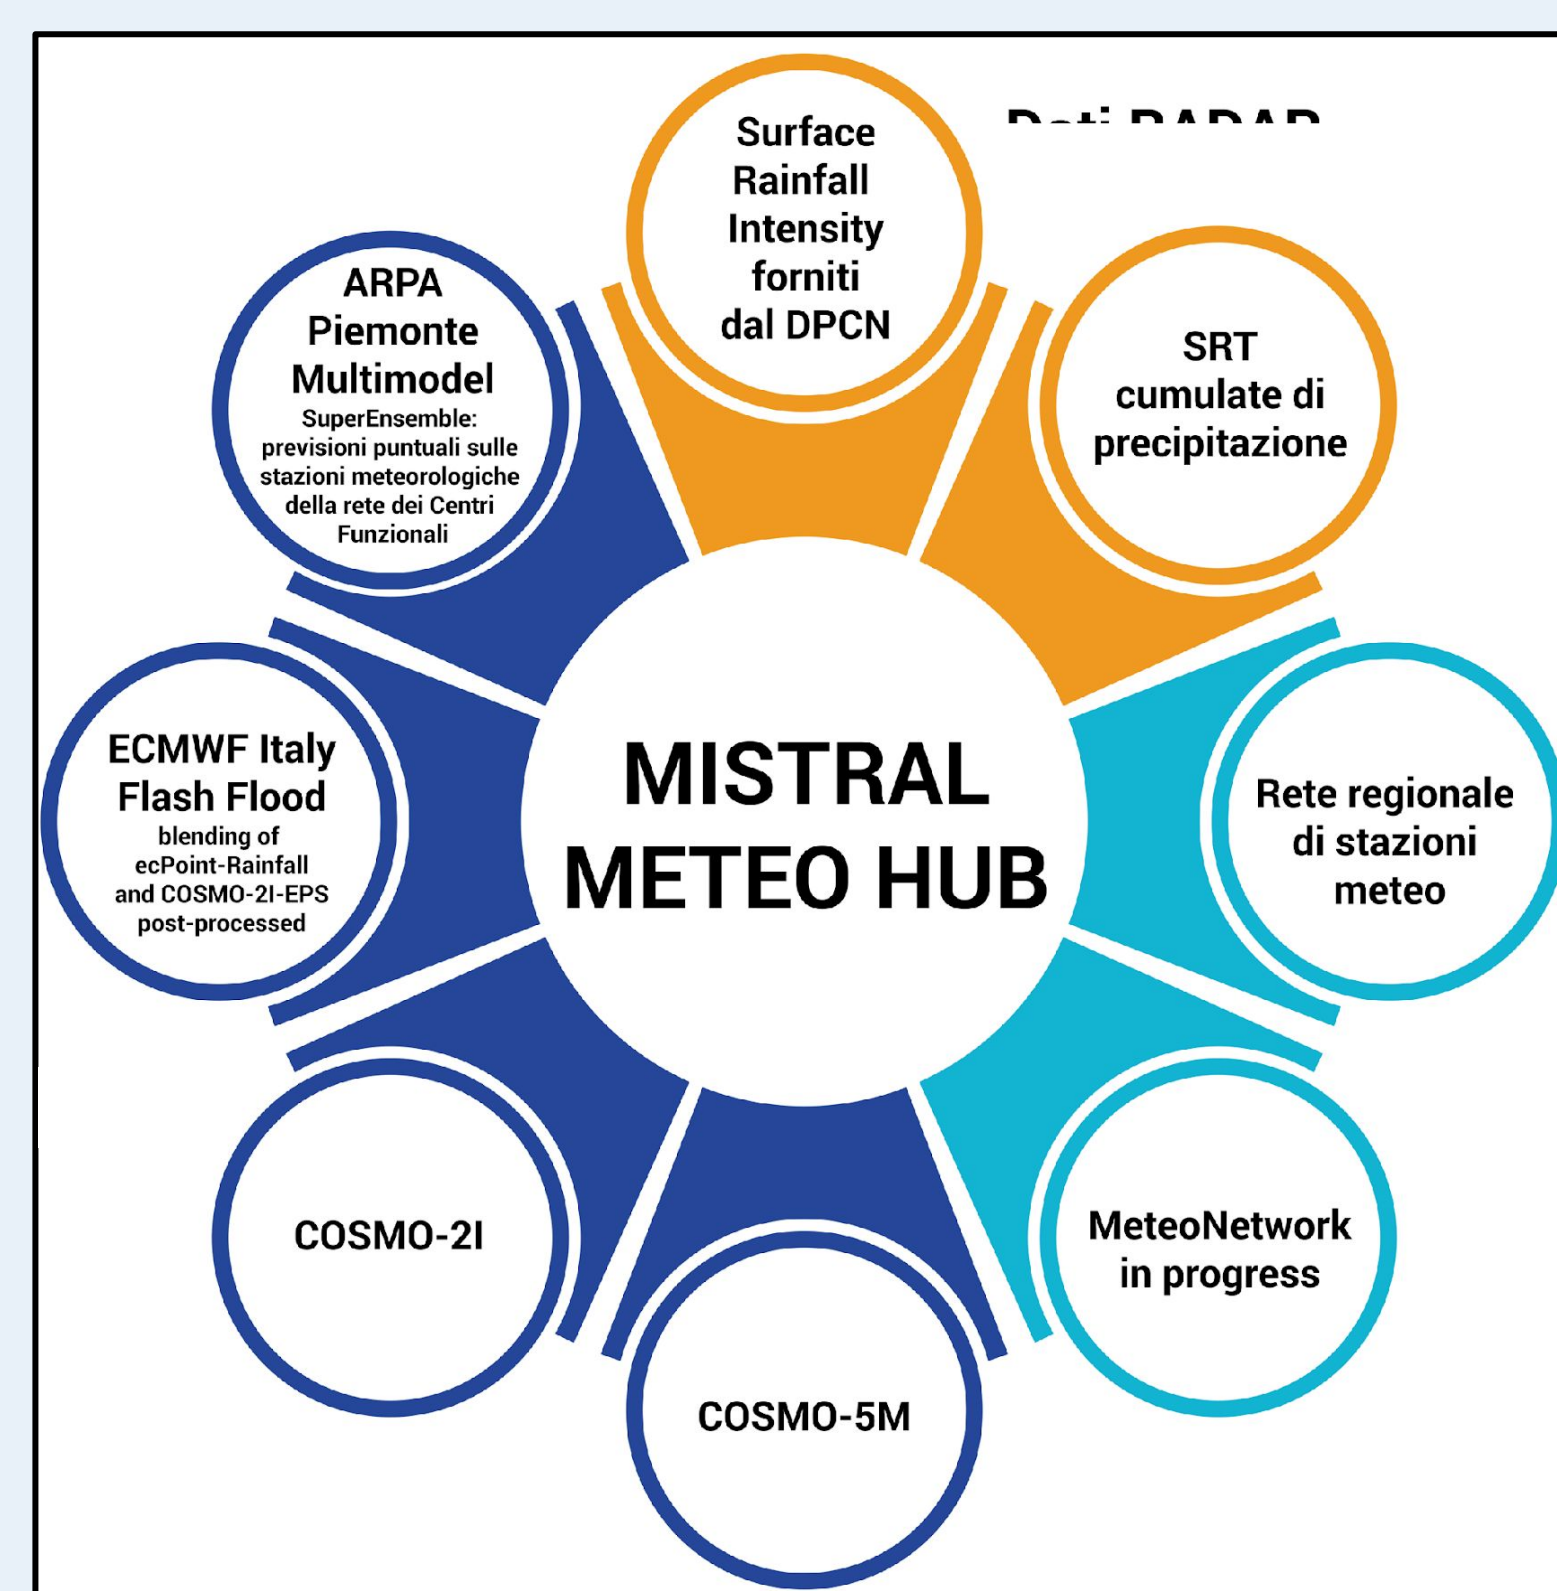 Surface
Rainfall
Intensity
forniti
dal DPCN
Dati RADAR
SRT
cumulate di
precipitazione
Rete regionale
di stazioni
meteo
MeteoNetwork
in progress
COSMO-5M
COSMO-2I
ECMWF Italy
Flash Flood
blending of
ecPoint-Rainfall
and COSMO-2I-EPS
post-processed
ARPA
Piemonte
Multimodel
SuperEnsemble:
previsioni puntuali sulle
stazioni meteorologiche
della rete dei Centri
Funzionali
MISTRAL
METEO HUB